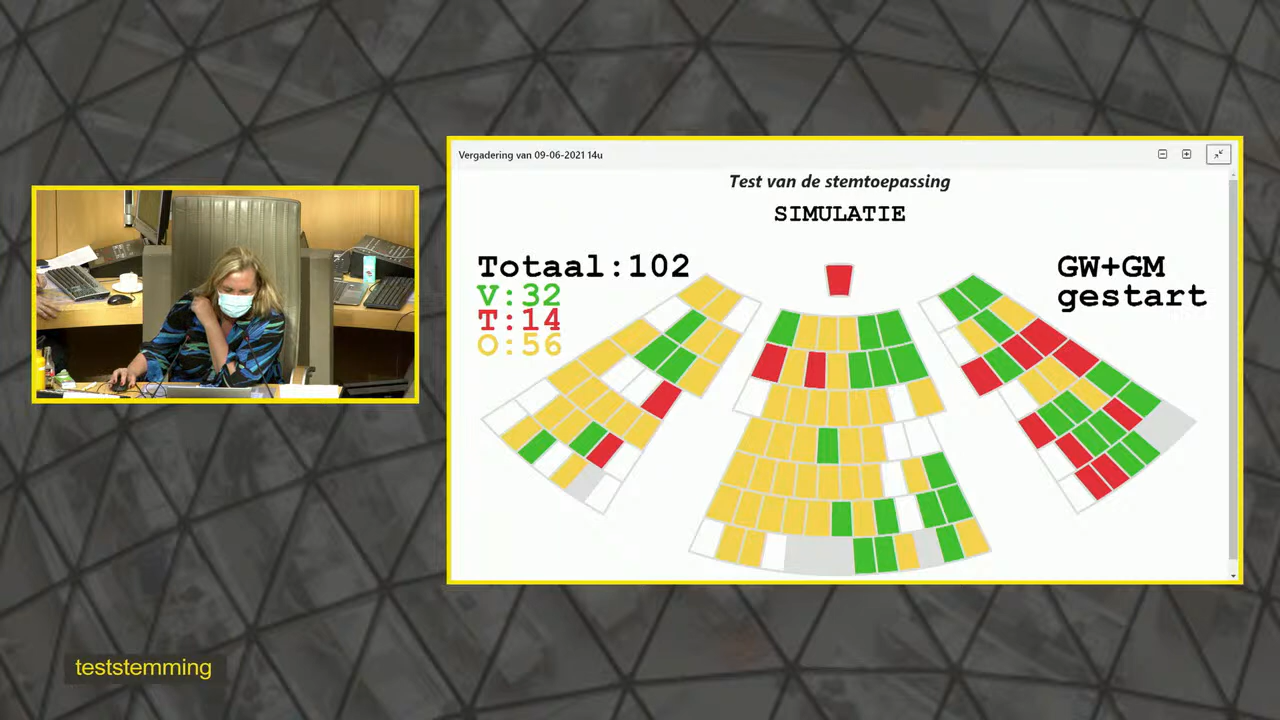 Vergadering van 09-06-2021 14u
Test van de stemtoepassing
SIMULATIE
Totaal:102
V:32
T:14
O:56
GW+GM
gestart
teststemming